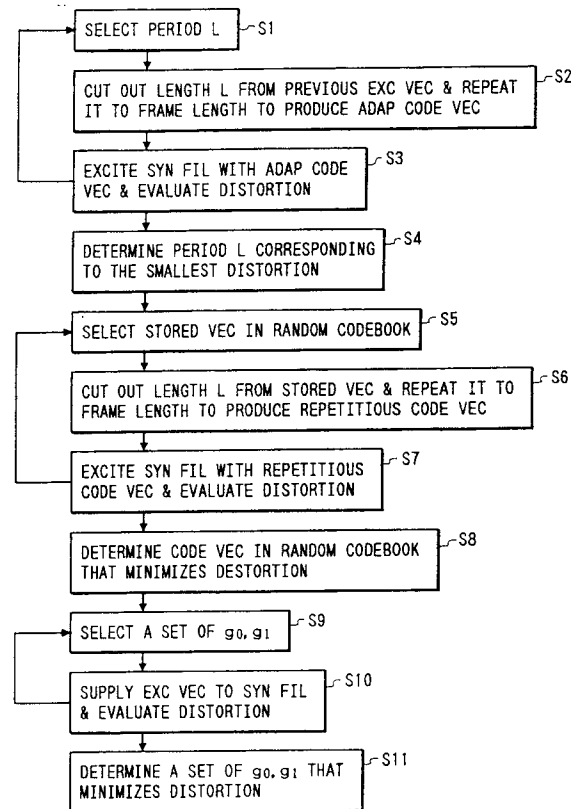 SELECT PERIOD L
S1
CUT OUT LENGTH L FROM PREVIOUS EXC VEC & REPEAT
IT TO FRAME LENGTH TO PRODUCE ADAP CODE VEC
S2
EXCITE SYN FIL WITH ADAP CODE
VEC & EVALUATE DISTORTION
S3
DETERMINE PERIOD L CORRESPONDING
TO THE SMALLEST DISTORTION
S4
SELECT STORED VEC IN RANDOM CODEBOOK
S5
CUT OUT LENGTH L FROM STORED VEC & REPEAT IT TO
FRAME LENGTH TO PRODUCE REPETITIOUS CODE VEC
S6
EXCITE SYN FIL WITH REPETITIOUS
CODE VEC & EVALUATE DISTORTION
S7
DETERMINE CODE VEC IN RANDOM CODEBOOK
THAT MINIMIZES DESTORTION
S8
SELECT A SET OF g0,g1
S9
SUPPLY EXC VEC TO SYN FIL
& EVALUATE DISTORTION
S10
DETERMINE A SET OF g0,g1 THAT
MINIMIZES DISTORTION
S11